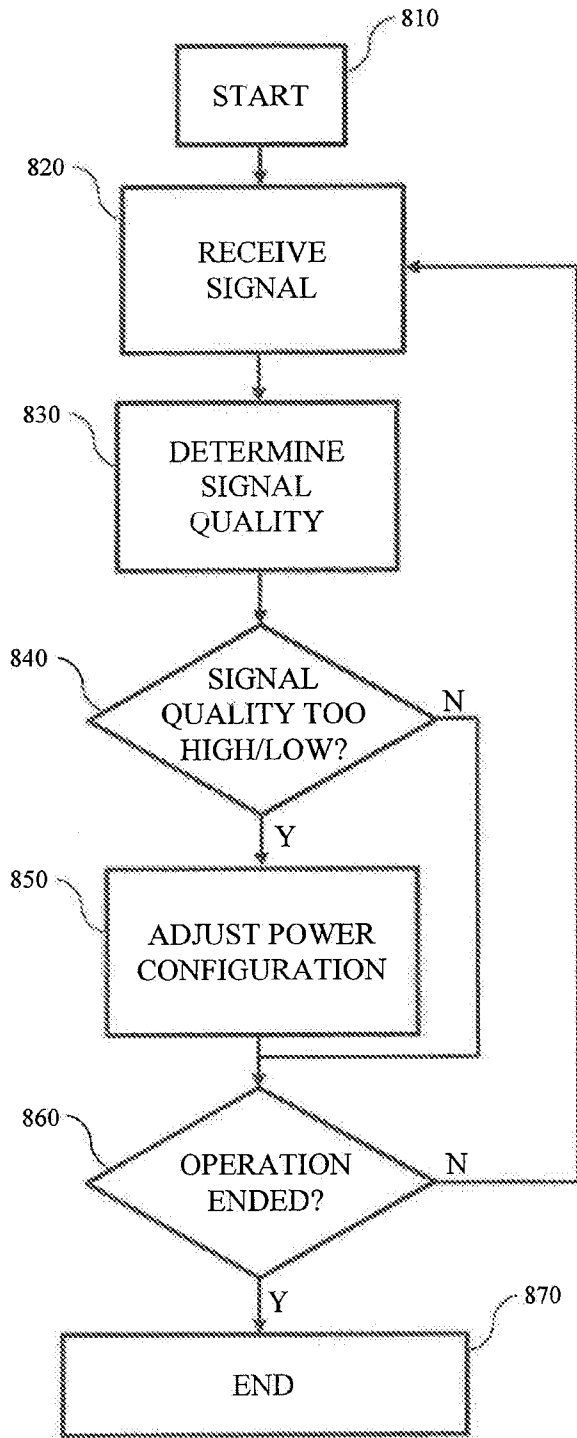 810
START
820
RECEIVE
SIGNAL
830
DETERMINE
SIGNAL
QUALITY
840
SIGNAL
QUALITY TOO
HIGH/LOW?
N
Y
850
ADJUST POWER
CONFIGURATION
860
OPERATION
ENDED?
N
Y
870
END